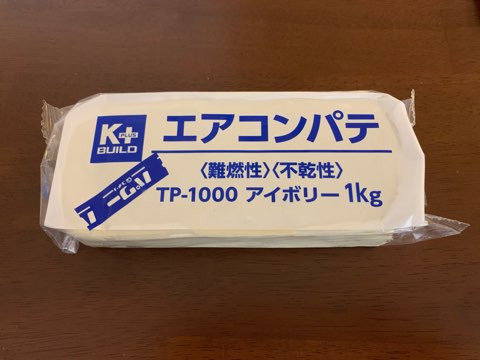 K+
PLUS
BUILD
エアコンパテ
〈難燃性〉〈不乾性〉
TP-1000 アイボリー 1kg